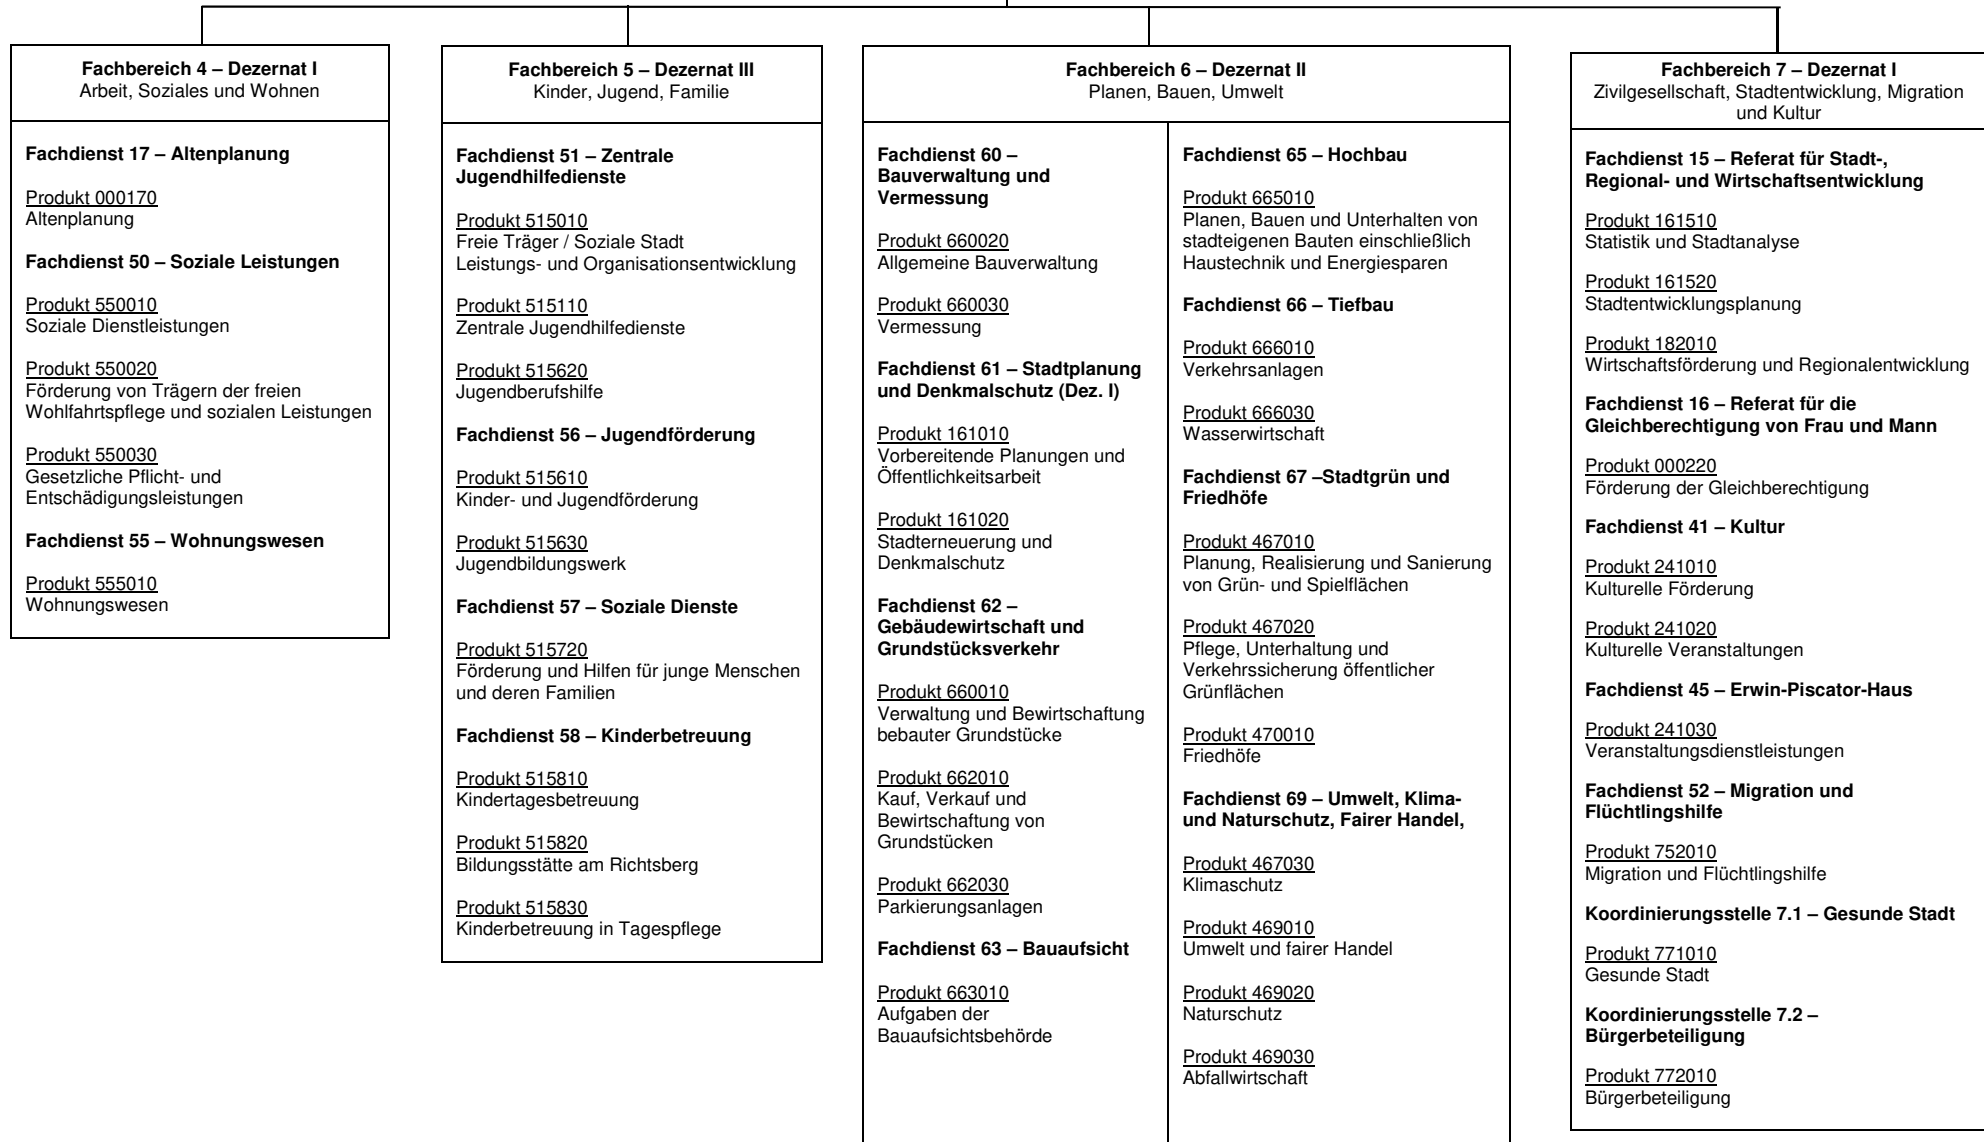 Fachbereich 4 – Dezernat I
Arbeit, Soziales und Wohnen
Fachdienst 17 – Altenplanung
Produkt 000170
Altenplanung
Fachdienst 50 – Soziale Leistungen
Produkt 550010
Soziale Dienstleistungen
Produkt 550020
Förderung von Trägern der freien
Wohlfahrtspflege und sozialen Leistungen
Produkt 550030
Gesetzliche Pflicht- und
Entschädigungsleistungen
Fachdienst 55 – Wohnungswesen
Produkt 555010
Wohnungswesen
Fachbereich 5 – Dezernat III
Kinder, Jugend, Familie
Fachdienst 51 – Zentrale
Jugendhilfedienste
Produkt 515010
Freie Träger / Soziale Stadt
Leistungs- und Organisationsentwicklung
Produkt 515110
Zentrale Jugendhilfedienste
Produkt 515620
Jugendberufshilfe
Fachdienst 56 – Jugendförderung
Produkt 515610
Kinder- und Jugendförderung
Produkt 515630
Jugendbildungswerk
Fachdienst 57 – Soziale Dienste
Produkt 515720
Förderung und Hilfen für junge Menschen
und deren Familien
Fachdienst 58 – Kinderbetreuung
Produkt 515810
Kindertagesbetreuung
Produkt 515820
Bildungsstätte am Richtsberg
Produkt 515830
Kinderbetreuung in Tagespflege
Fachbereich 6 – Dezernat II
Planen, Bauen, Umwelt
Fachdienst 60 –
Bauverwaltung und
Vermessung
Produkt 660020
Allgemeine Bauverwaltung
Produkt 660030
Vermessung
Fachdienst 61 – Stadtplanung
und Denkmalschutz (Dez. I)
Produkt 161010
Vorbereitende Planungen und
Öffentlichkeitsarbeit
Produkt 161020
Stadterneuerung und
Denkmalschutz
Fachdienst 62 –
Gebäudewirtschaft und
Grundstücksverkehr
Produkt 660010
Verwaltung und Bewirtschaftung
bebauter Grundstücke
Produkt 662010
Kauf, Verkauf und
Bewirtschaftung von
Grundstücken
Produkt 662030
Parkierungsanlagen
Fachdienst 63 – Bauaufsicht
Produkt 663010
Aufgaben der
Bauaufsichtsbehörde
Fachdienst 65 – Hochbau
Produkt 665010
Planen, Bauen und Unterhalten von
stadteigenen Bauten einschließlich
Haustechnik und Energiesparen
Fachdienst 66 – Tiefbau
Produkt 666010
Verkehrsanlagen
Produkt 666030
Wasserwirtschaft
Fachdienst 67 –Stadtgrün und
Friedhöfe
Produkt 467010
Planung, Realisierung und Sanierung
von Grün- und Spielflächen
Produkt 467020
Pflege, Unterhaltung und
Verkehrssicherung öffentlicher
Grünflächen
Produkt 470010
Friedhöfe
Fachdienst 69 – Umwelt, Klima-
und Naturschutz, Fairer Handel,
Produkt 467030
Klimaschutz
Produkt 469010
Umwelt und fairer Handel
Produkt 469020
Naturschutz
Produkt 469030
Abfallwirtschaft
Fachbereich 7 – Dezernat I
Zivilgesellschaft, Stadtentwicklung, Migration
und Kultur
Fachdienst 15 – Referat für Stadt-,
Regional- und Wirtschaftsentwicklung
Produkt 161510
Statistik und Stadtanalyse
Produkt 161520
Stadtentwicklungsplanung
Produkt 182010
Wirtschaftsförderung und Regionalentwicklung
Fachdienst 16 – Referat für die
Gleichberechtigung von Frau und Mann
Produkt 000220
Förderung der Gleichberechtigung
Fachdienst 41 – Kultur
Produkt 241010
Kulturelle Förderung
Produkt 241020
Kulturelle Veranstaltungen
Fachdienst 45 – Erwin-Piscator-Haus
Produkt 241030
Veranstaltungsdienstleistungen
Fachdienst 52 – Migration und
Flüchtlingshilfe
Produkt 752010
Migration und Flüchtlingshilfe
Koordinierungsstelle 7.1 – Gesunde Stadt
Produkt 771010
Gesunde Stadt
Koordinierungsstelle 7.2 –
Bürgerbeteiligung
Produkt 772010
Bürgerbeteiligung